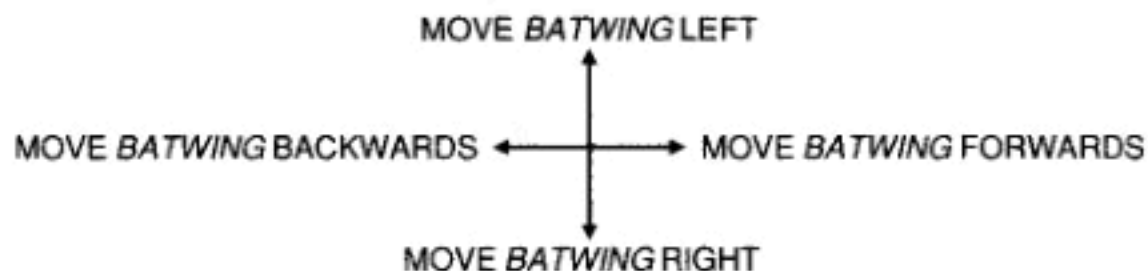 MOVE BATWING LEFT
MOVE BATWING BACKWARDS MOVE BATWING FORWARDS
MOVE BATWING RIGHT